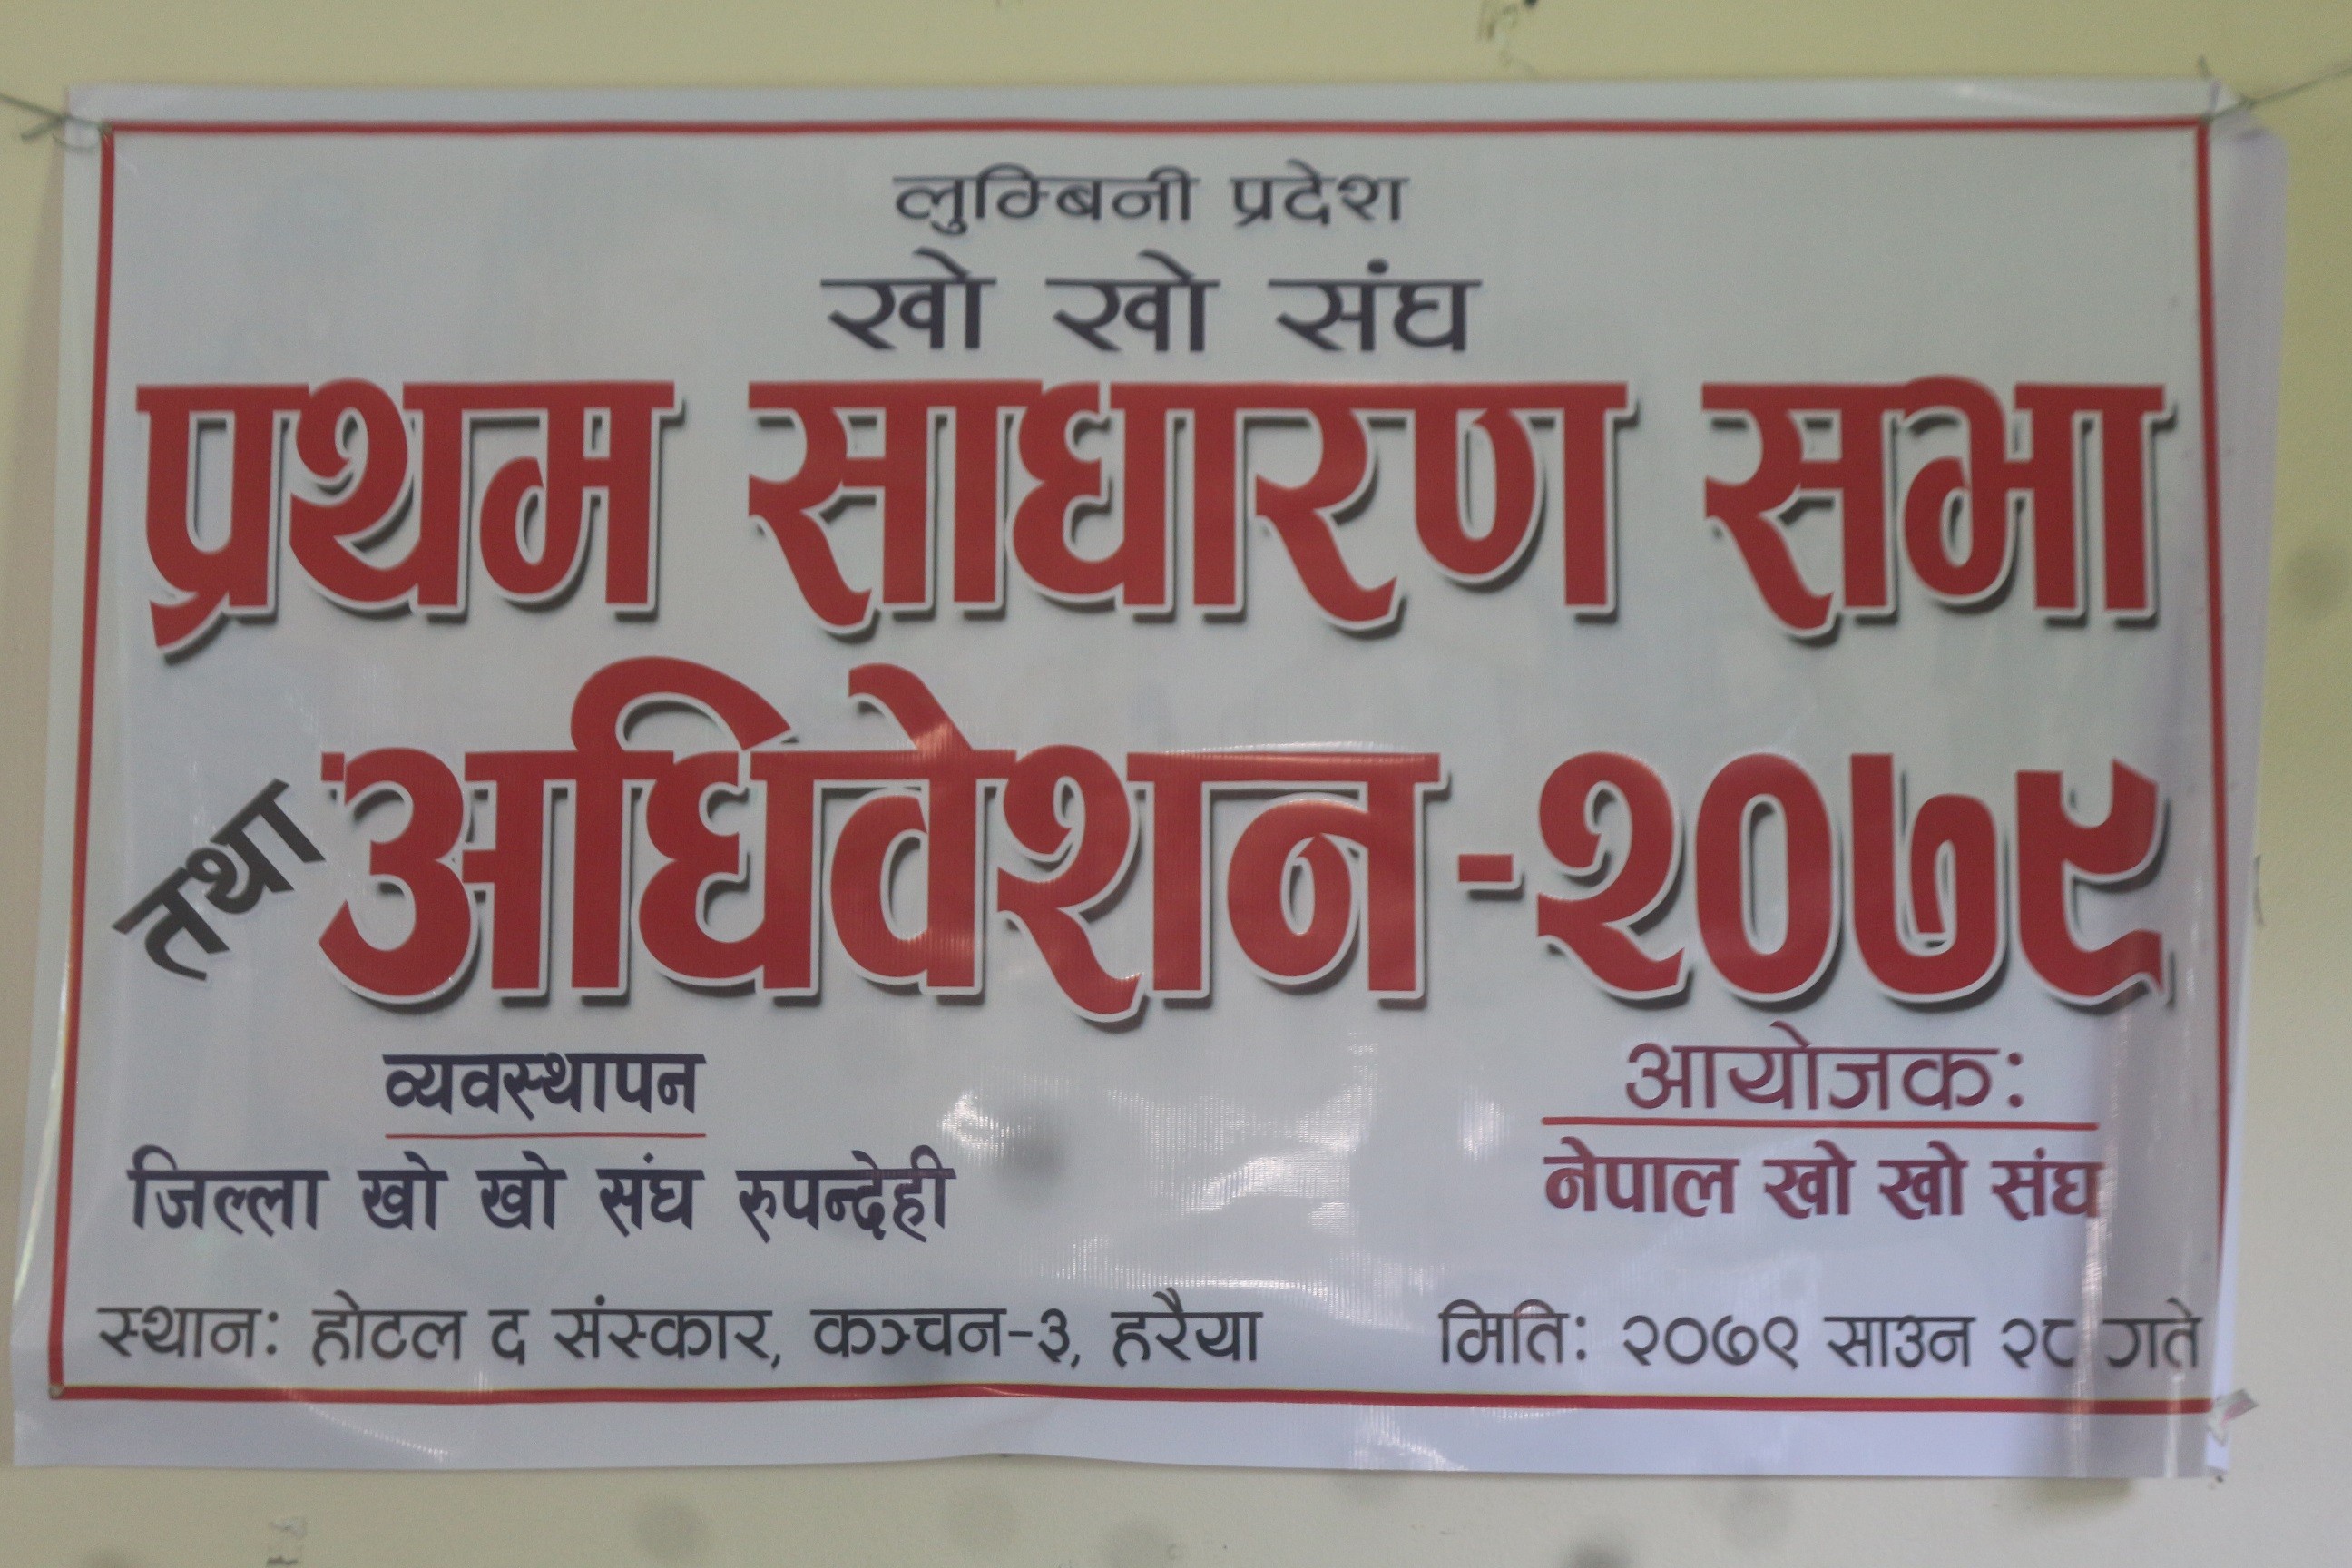 लुम्बिनी प्रदेश
खो खो संघ
प्रथम साधारण सभा
तथा अधिवेशन-२०७९
व्यवस्थापन
जिल्ला खो खो संघ रुपन्देही
आयोजक:
नेपाल खो खो संघ
स्थान: होटल द संस्कार, कञ्चन-३, हरैया
मिति: २०७९ साउन २८ गते